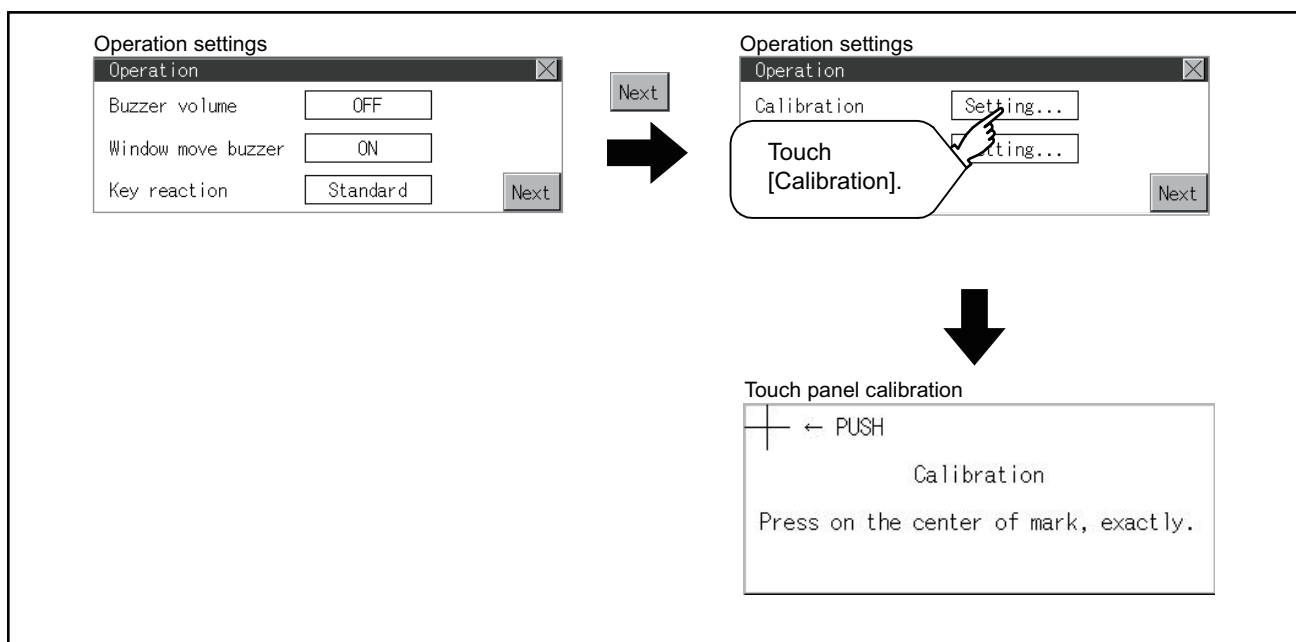 Operation settings
Operation
Buzzer volume OFF
Window move buzzer ON
Key reaction Standard
Next
Next
Operation settings
Operation
Calibration Setting...
Touch
[Calibration].
Next
Touch panel calibration
← PUSH
Calibration
Press on the center of mark, exactly.